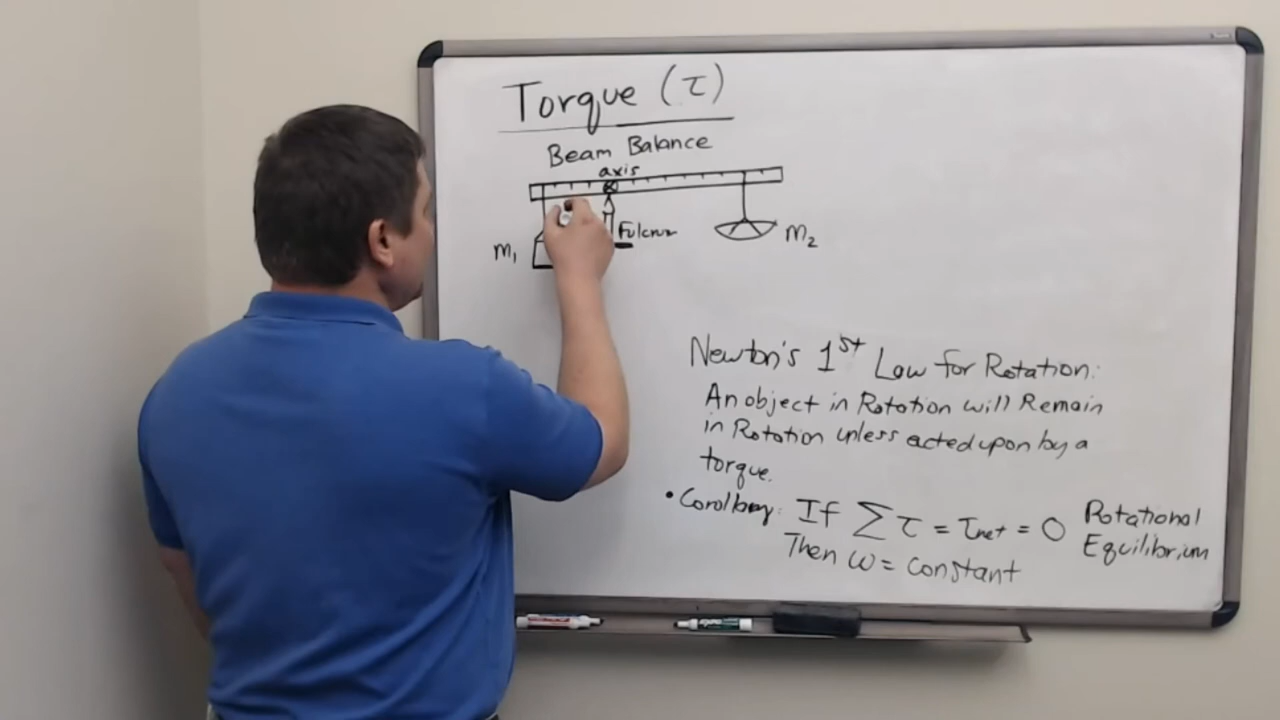 Torque (τ)
Beam Balance
axis
Fulcrum
m₁
m₂
Newton's 1st Law for Rotation:
An object in Rotation will Remain
in Rotation unless acted upon by a
torque.
• Corollary: If Στ = τnet = 0 Rotational
Then ω = constant Equilibrium